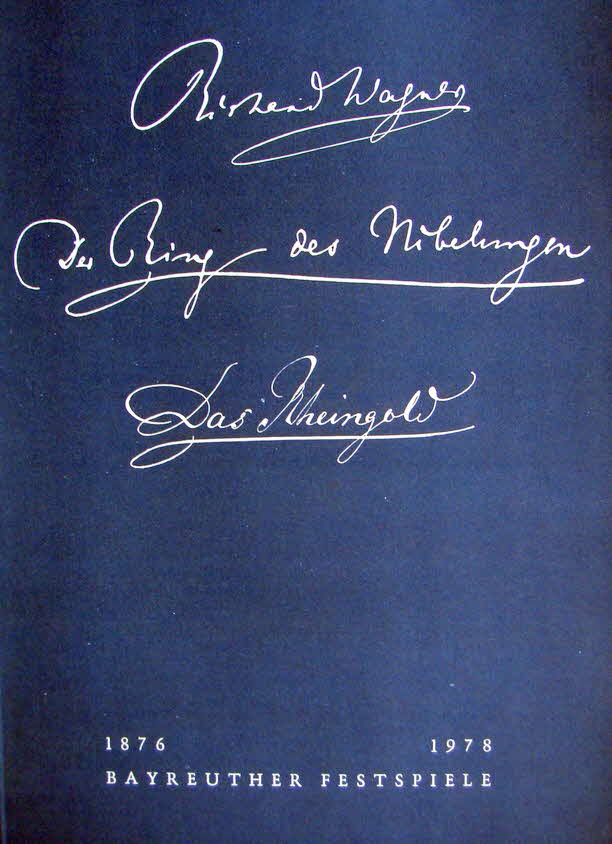 Richard Wagner
Der Ring des Nibelungen
Das Rheingold
1876 1978
BAYREUTHER FESTSPIELE